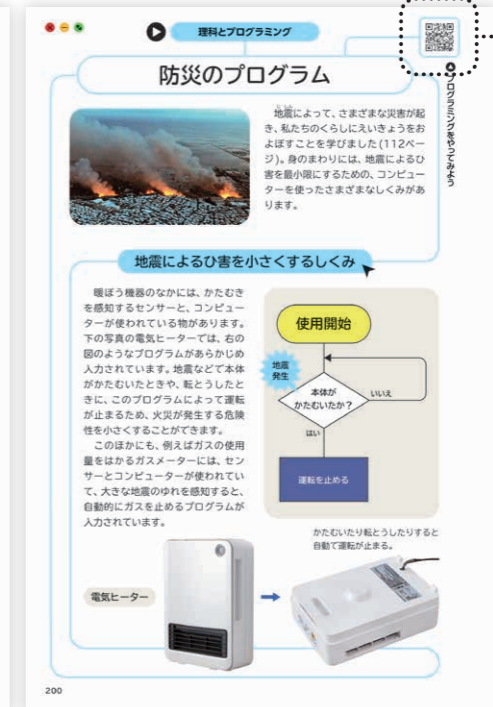 理科とプログラミング
プログラミングをやってみよう
防災のプログラム
地震によって、さまざまな災害が起
き、私たちのくらしにえいきょうをお
よぼすことを学びました(112ペー
ジ)。身のまわりには、地震によるひ
害を最小限にするための、コンピュー
ターを使ったさまざまなしくみがあ
ります。
地震によるひ害を小さくするしくみ
暖ぼう機器のなかには、かたむき
を感知するセンサーと、コンピュー
ターが使われている物があります。
下の写真の電気ヒーターでは、右の
図のようなプログラムがあらかじめ
入力されています。地震などで本体
がかたむいたときや、転とうしたと
きに、このプログラムによって運転
が止まるため、火災が発生する危険
性を小さくすることができます。
このほかにも、例えばガスの使用
量をはかるガスメーターには、セン
サーとコンピューターが使われてい
て、大きな地震のゆれを感知すると、
自動的にガスを止めるプログラムが
入力されています。
使用開始
地震
発生
本体が
かたむいたか?
いいえ
はい
運転を止める
かたむいたり転とうしたりすると
自動で運転が止まる。
電気ヒーター
200